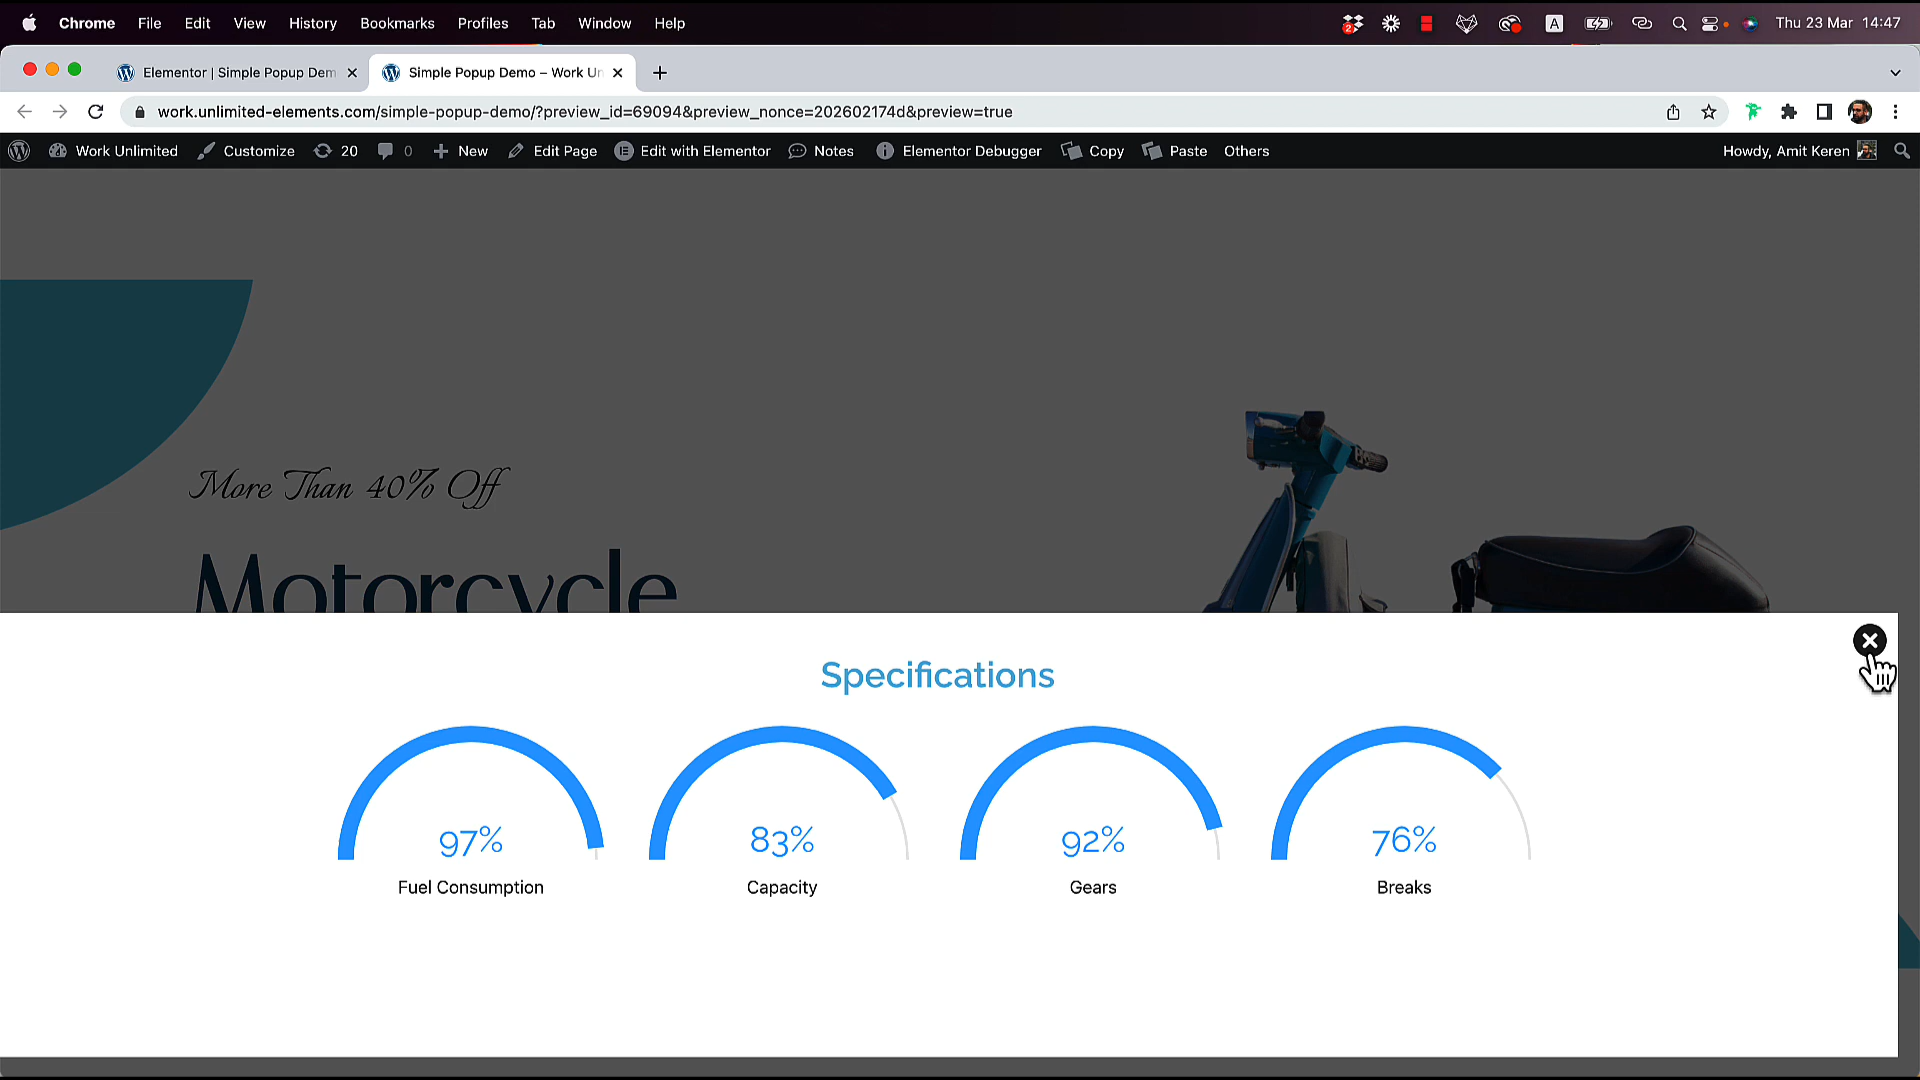 Chrome File Edit View History Bookmarks Profiles Tab Window Help 2 A Thu 23 Mar 14:47
Elementor | Simple Popup Dem Simple Popup Demo – Work Un
work.unlimited-elements.com/simple-popup-demo/?preview_id=69094&preview_nonce=202602174d&preview=true
Work Unlimited Customize 20 0 New Edit Page Edit with Elementor Notes Elementor Debugger Copy Paste Others Howdy, Amit Keren
More Than 40% Off
Motorcycle
Specifications
97% 83% 92% 76%
Fuel Consumption Capacity Gears Breaks